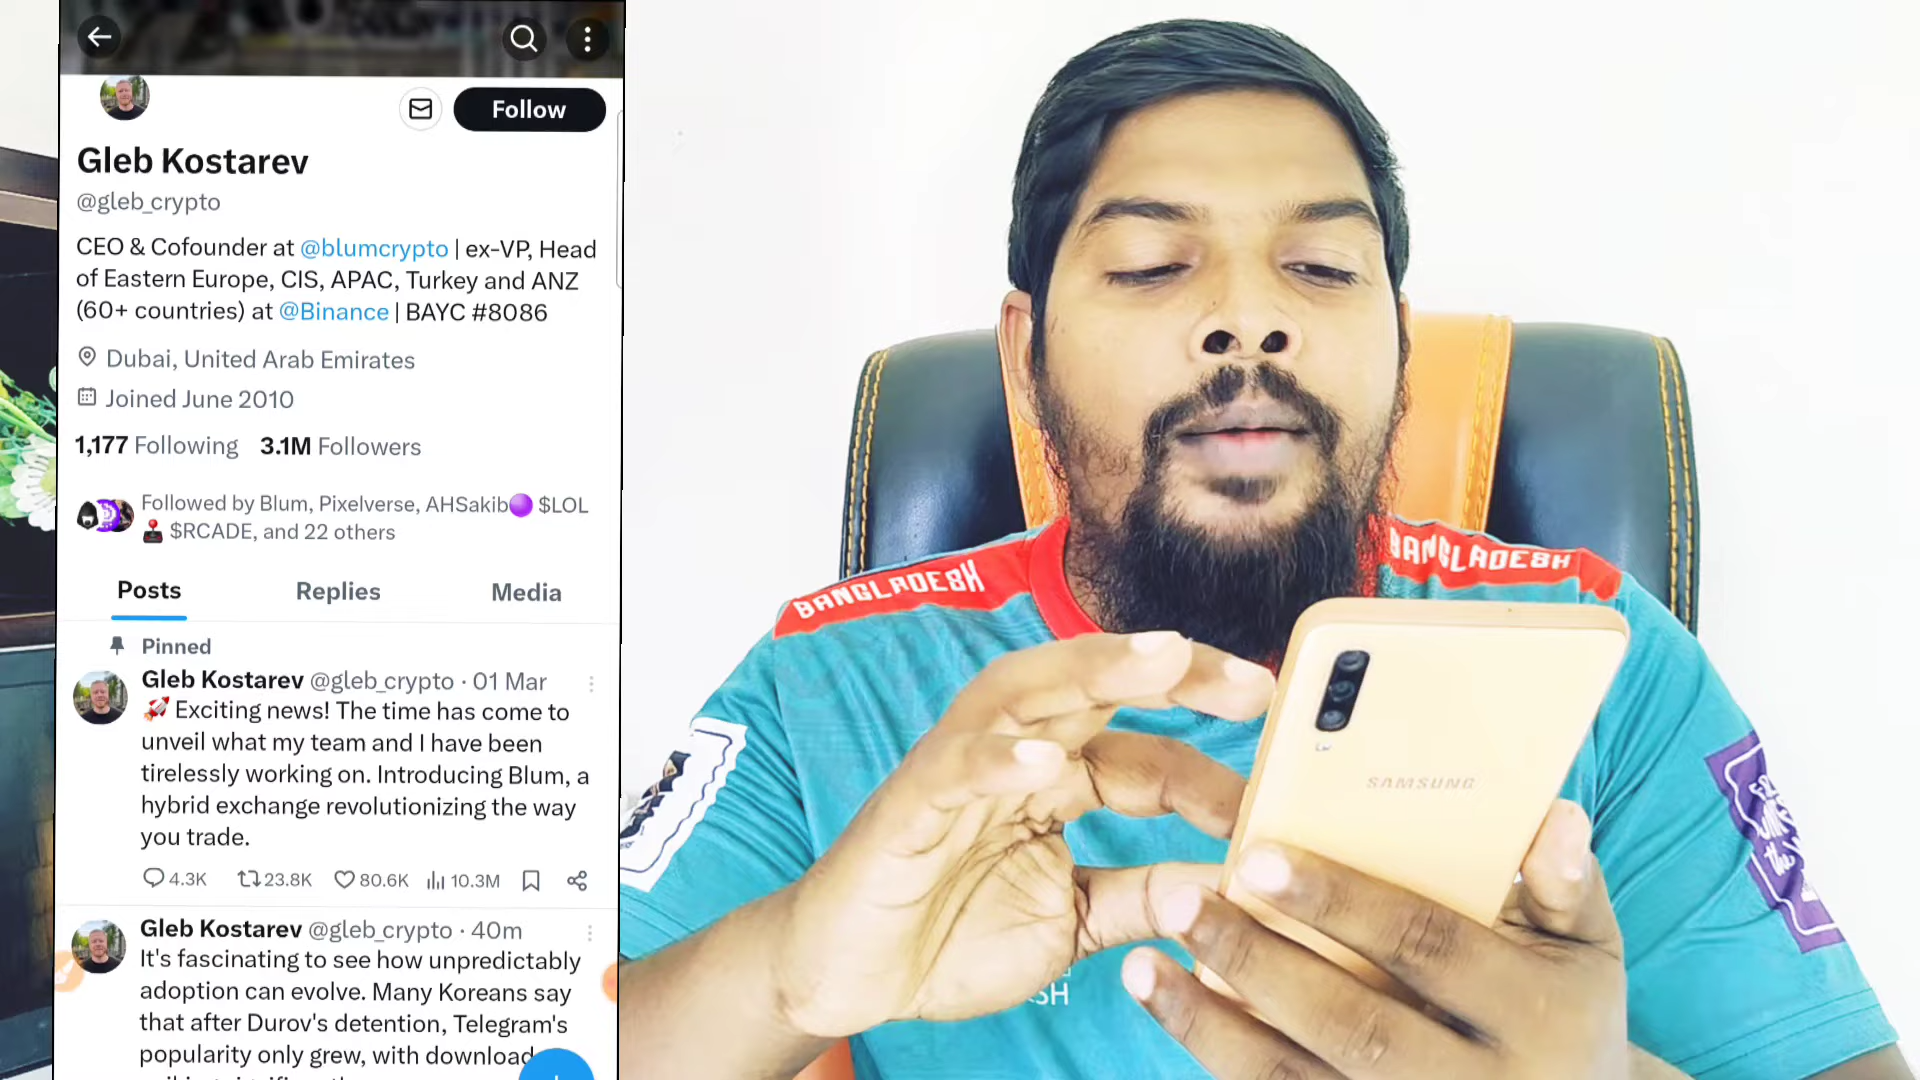 Follow
Gleb Kostarev
@gleb_crypto
CEO & Cofounder at @blumcrypto | ex-VP, Head
of Eastern Europe, CIS, APAC, Turkey and ANZ
(60+ countries) at @Binance | BAYC #8086
Dubai, United Arab Emirates
Joined June 2010
1,177 Following 3.1M Followers
Followed by Blum, Pixelverse, AHSakib🟣 $LOL
🕹️ $RCADE, and 22 others
Posts Replies Media
Pinned
Gleb Kostarev @gleb_crypto · 01 Mar
🚀 Exciting news! The time has come to
unveil what my team and I have been
tirelessly working on. Introducing Blum, a
hybrid exchange revolutionizing the way
you trade.
4.3K 23.8K 80.6K 10.3M
Gleb Kostarev @gleb_crypto · 40m
It's fascinating to see how unpredictably
adoption can evolve. Many Koreans say
that after Durov's detention, Telegram's
popularity only grew, with download
BANGLADESH
BANGLADESH
SAMSUNG
SH